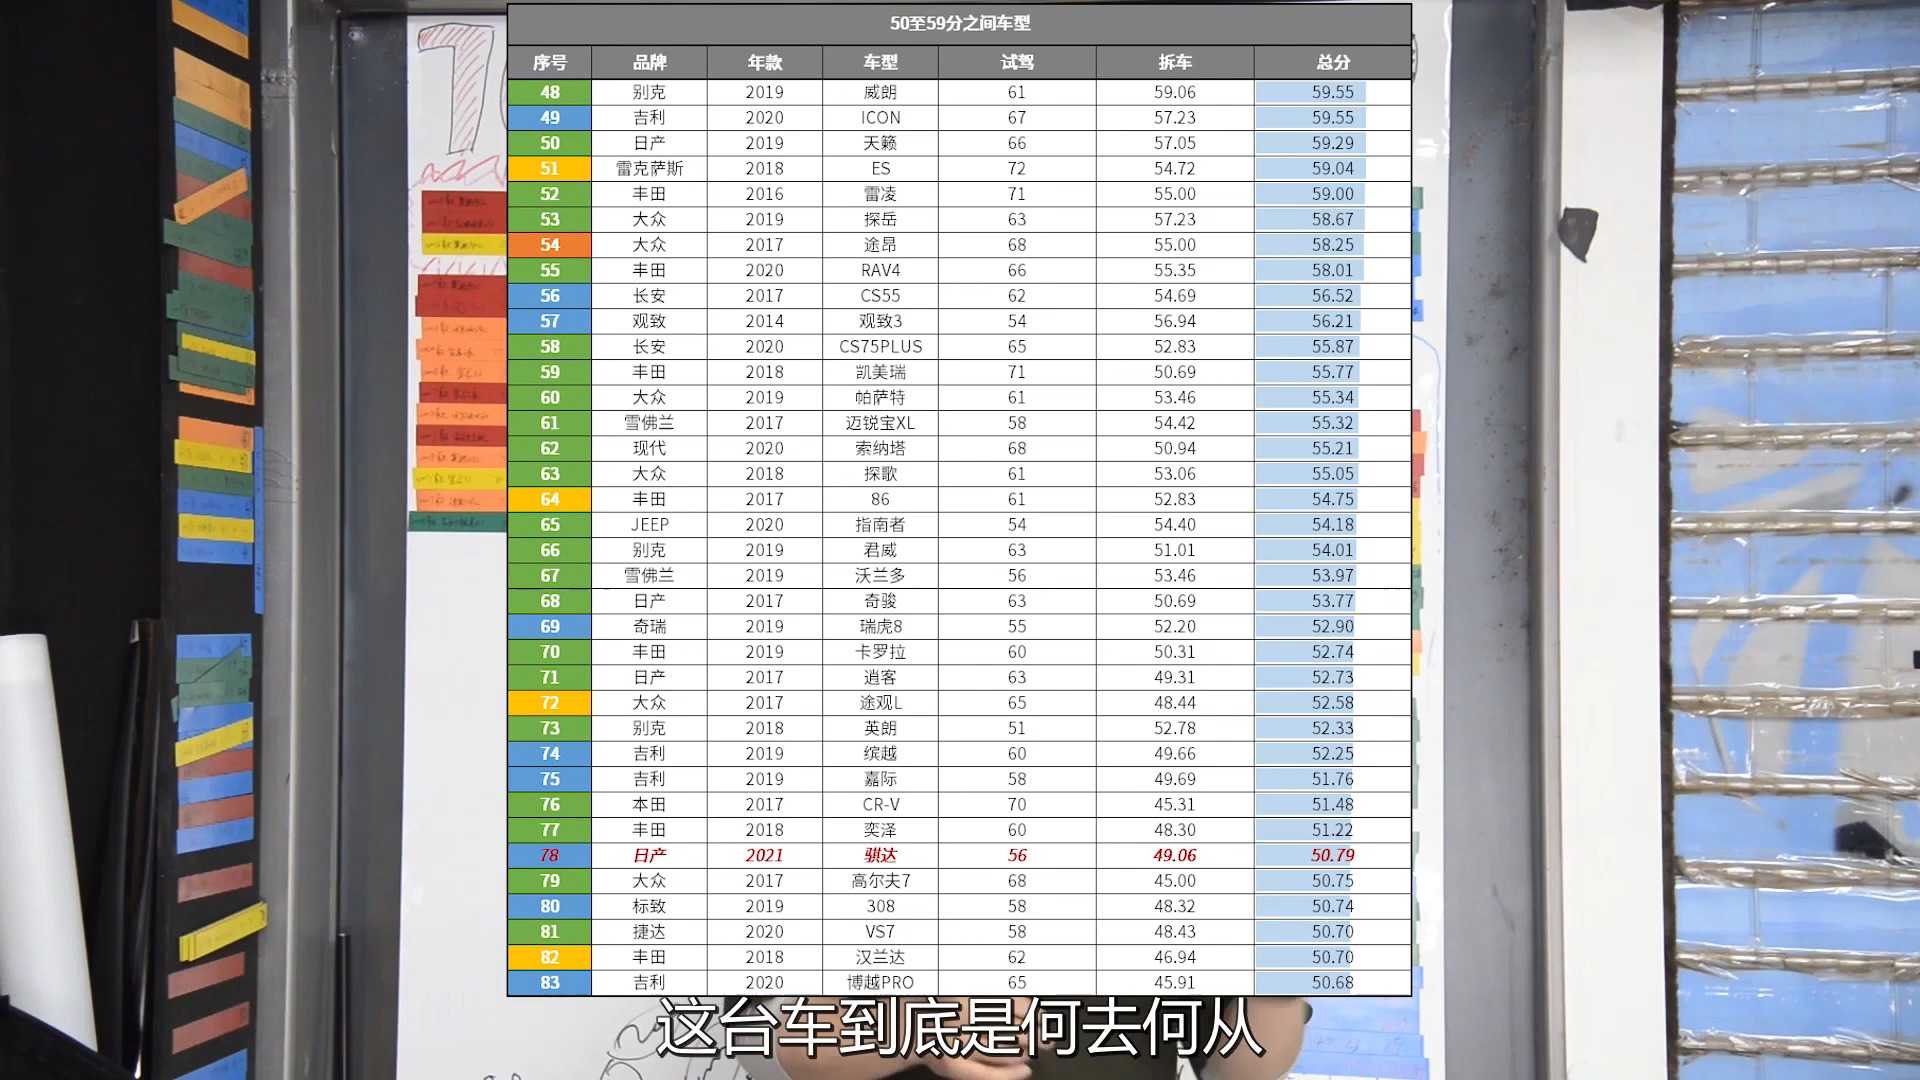 50至59分之间车型
序号 品牌 年款 车型 试驾 拆车 总分
48 别克 2019 威朗 61 59.06 59.55
49 吉利 2020 ICON 67 57.23 59.55
50 日产 2019 天籁 66 57.05 59.29
51 雷克萨斯 2018 ES 72 54.72 59.04
52 丰田 2016 雷凌 71 55.00 59.00
53 大众 2019 探岳 63 57.23 58.67
54 大众 2017 途昂 68 55.00 58.25
55 丰田 2020 RAV4 66 55.35 58.01
56 长安 2017 CS55 62 54.69 56.52
57 观致 2014 观致3 54 56.94 56.21
58 长安 2020 CS75PLUS 65 52.83 55.87
59 丰田 2018 凯美瑞 71 50.69 55.77
60 大众 2019 帕萨特 61 53.46 55.34
61 雪佛兰 2017 迈锐宝XL 58 54.42 55.32
62 现代 2020 索纳塔 68 50.94 55.21
63 大众 2018 探歌 61 53.06 55.05
64 丰田 2017 86 61 52.83 54.75
65 JEEP 2020 指南者 54 54.40 54.18
66 别克 2019 君威 63 51.01 54.01
67 雪佛兰 2019 沃兰多 56 53.46 53.97
68 日产 2017 奇骏 63 50.69 53.77
69 奇瑞 2019 瑞虎8 55 52.20 52.90
70 丰田 2019 卡罗拉 60 50.31 52.74
71 日产 2017 逍客 63 49.31 52.73
72 大众 2017 途观L 65 48.44 52.58
73 别克 2018 英朗 51 52.78 52.33
74 吉利 2019 缤越 60 49.66 52.25
75 吉利 2019 嘉际 58 49.69 51.76
76 本田 2017 CR-V 70 45.31 51.48
77 丰田 2018 奕泽 60 48.30 51.22
78 日产 2021 骐达 56 49.06 50.79
79 大众 2017 高尔夫7 68 45.00 50.75
80 标致 2019 308 58 48.32 50.74
81 捷达 2020 VS7 58 48.43 50.70
82 丰田 2018 汉兰达 62 46.94 50.70
83 吉利 2020 博越PRO 65 45.91 50.68
这台车到底是何去何从